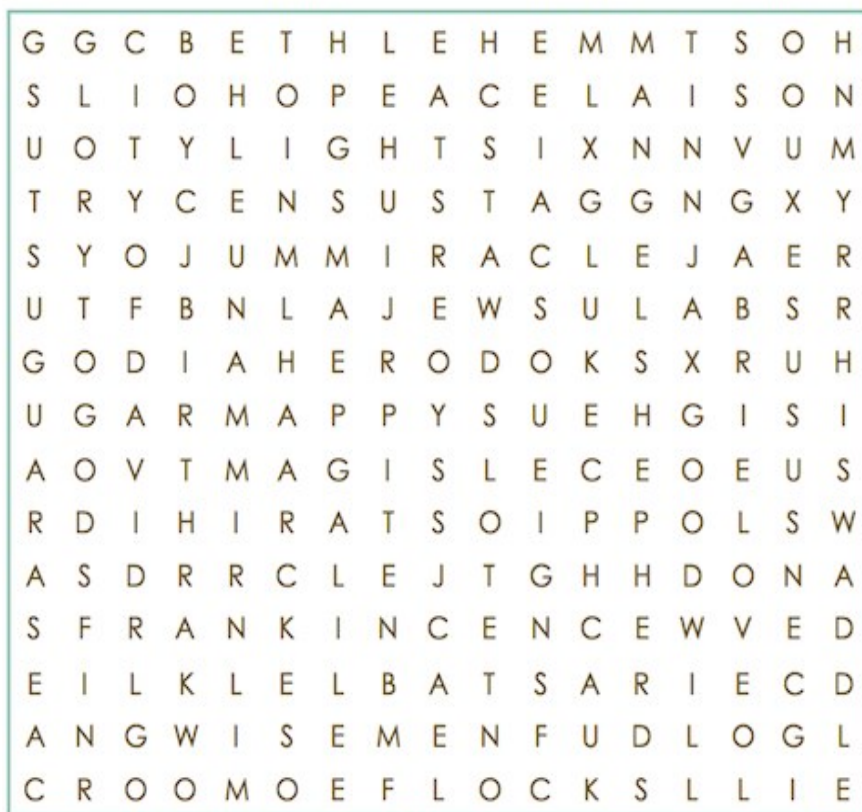 G G C B E T H L E H E M M T S O H
S L I O H O P E A C E L A I S O N
U O T Y L I G H T S I X N N V U M
T R Y C E N S U S T A G G N G X Y
S Y O J U M M I R A C L E J A E R
U T F B N L A J E W S U L A B S R
G O D I A H E R O D O K S X R U H
U G A R M A P P Y S U E H G I S I
A O V T M A G I S L E C E O E U S
R D I H I R A T S O I P P O L S W
A S D R R C L E J T G H H D O N A
S F R A N K I N C E N C E W V E D
E I L K L E L B A T S A R I E C D
A N G W I S E M E N F U D L O G L
C R O O M O E F L O C K S L L I E